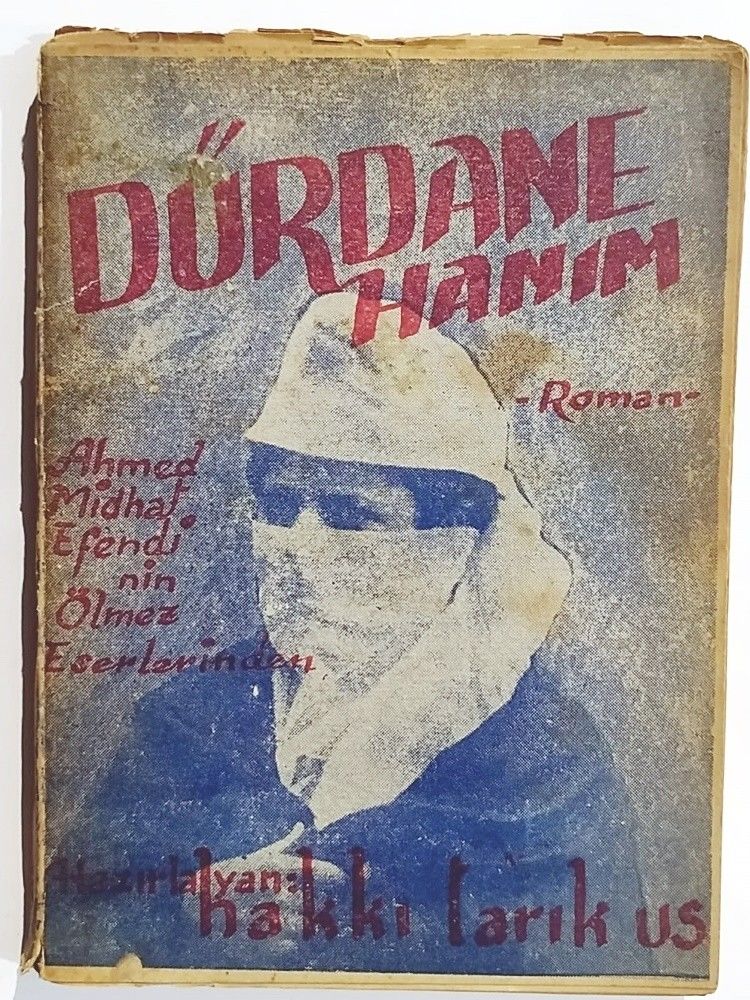 DÜRDANE
HANIM
-Roman-
Ahmed
Midhat
Efendi
nin
Ölmez
Eserlerinden
Hazırlayan:
hakkı tarık us